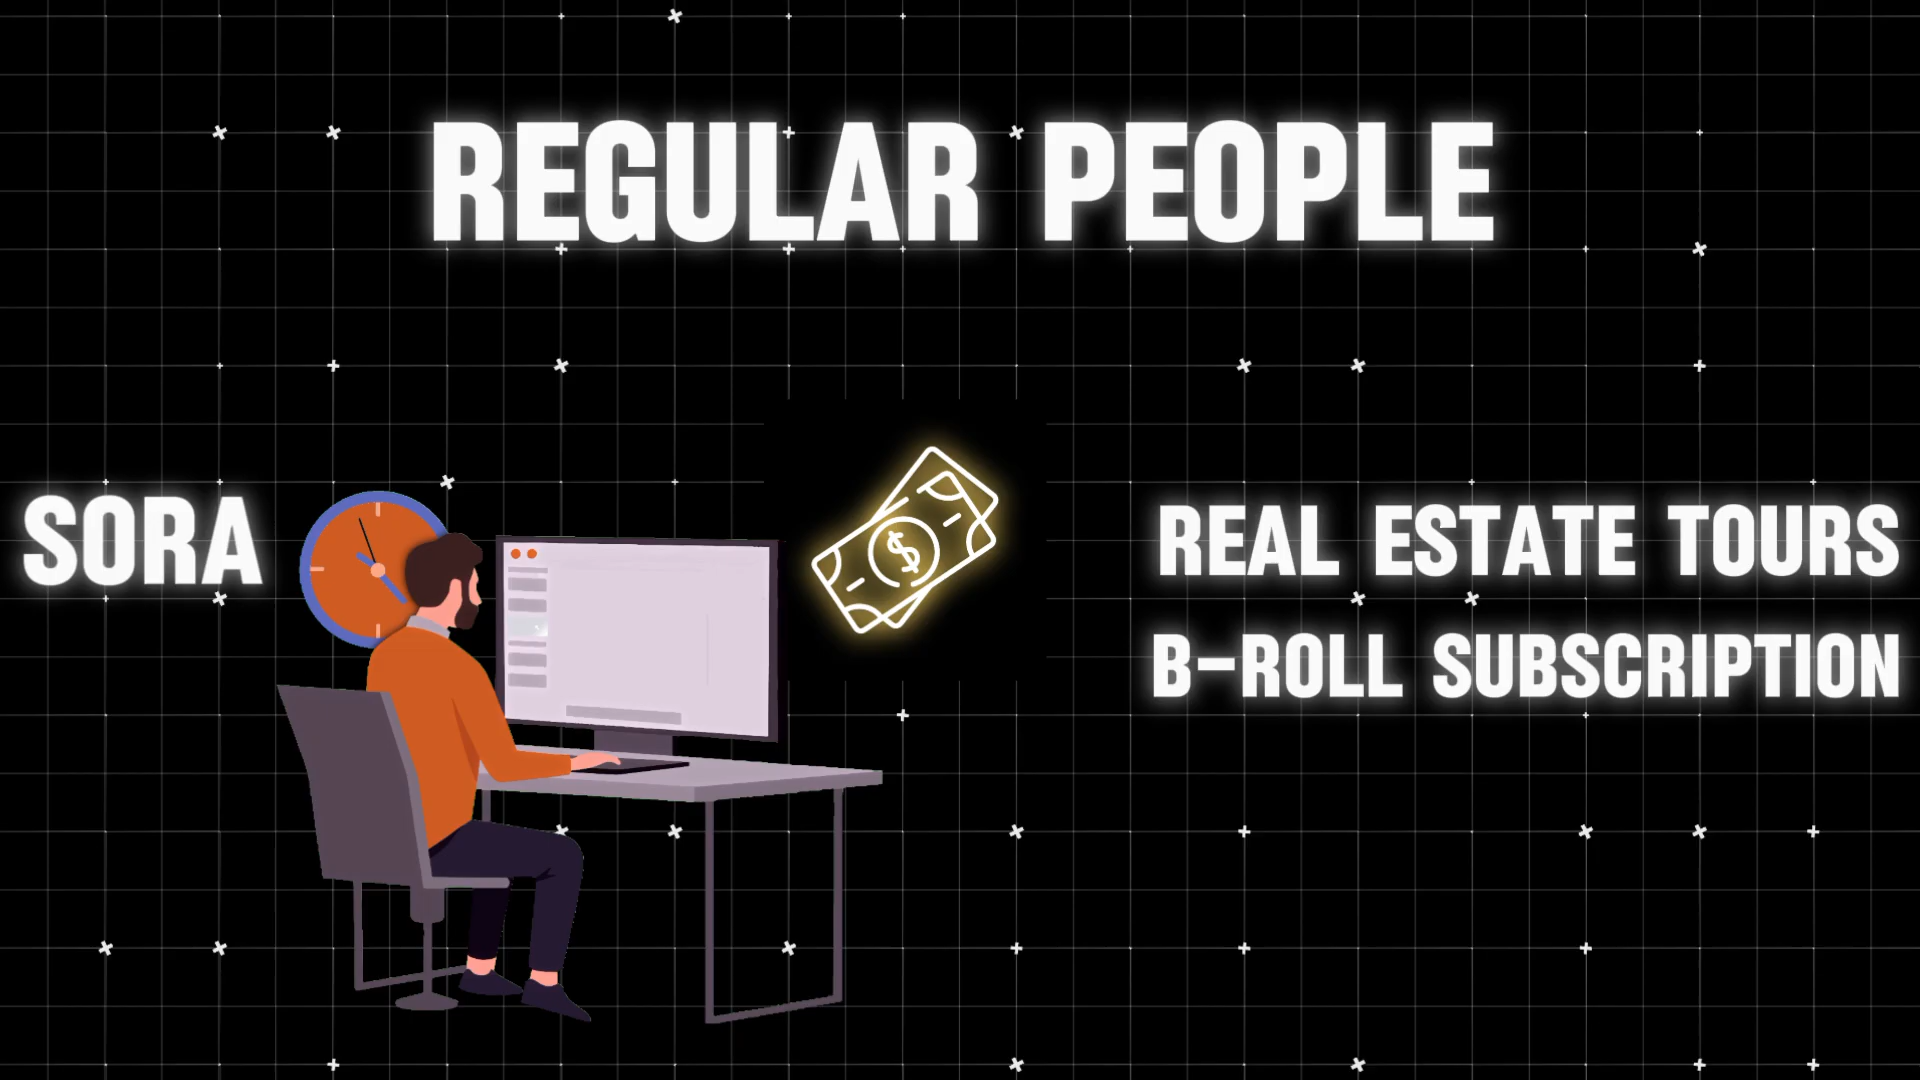 REGULAR PEOPLE
SORA
$
REAL ESTATE TOURS
B-ROLL SUBSCRIPTION